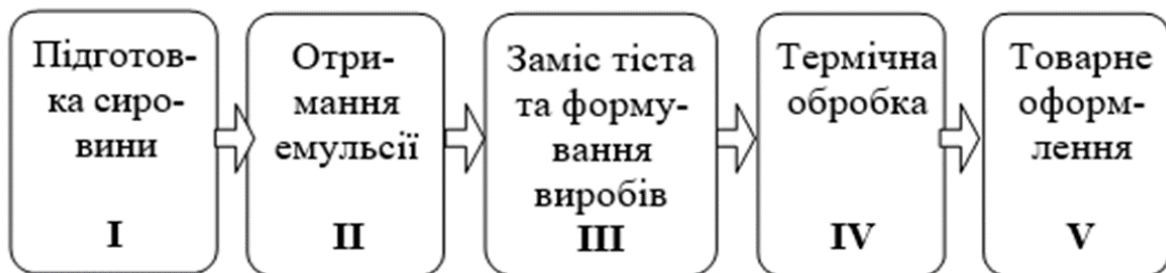 Підготов-
ка сиро-
вини
I
Отри-
мання
емульсії
II
Заміс тіста
та форму-
вання
виробів
III
Термічна
обробка
IV
Товарне
оформ-
лення
V